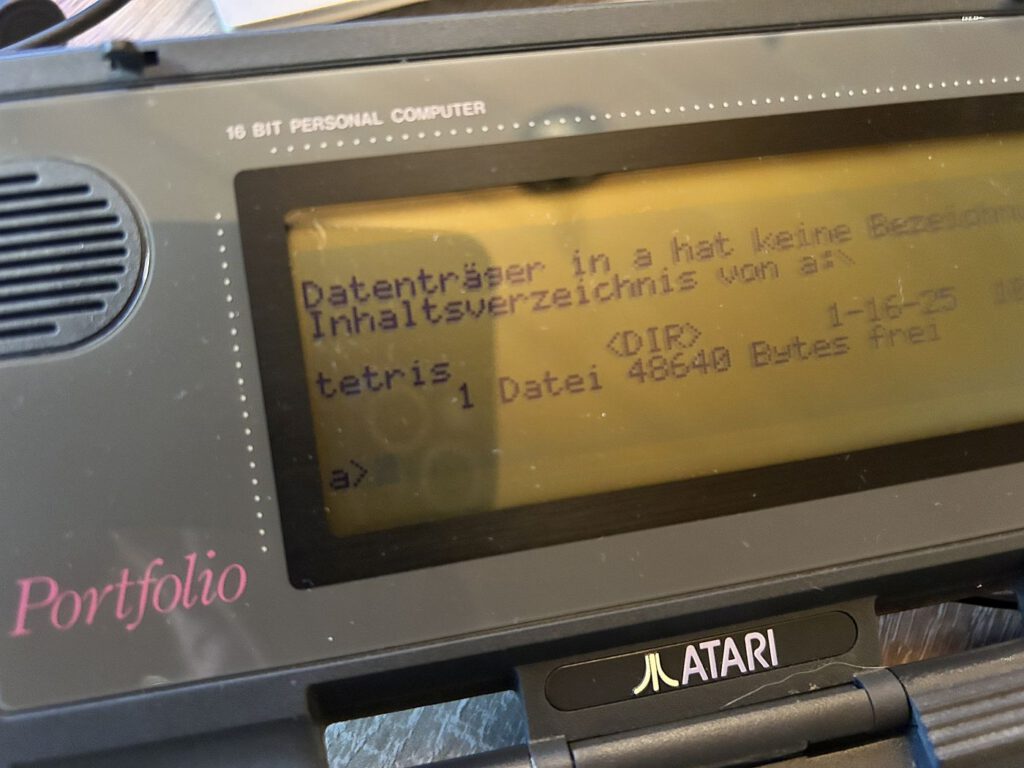 16 BIT PERSONAL COMPUTER
Datenträger in a hat keine
Inhaltsverzeichnis von a:\
tetris <DIR> 1-16-25
1 Datei 48640 Bytes frei
a>
Portfolio
ATARI